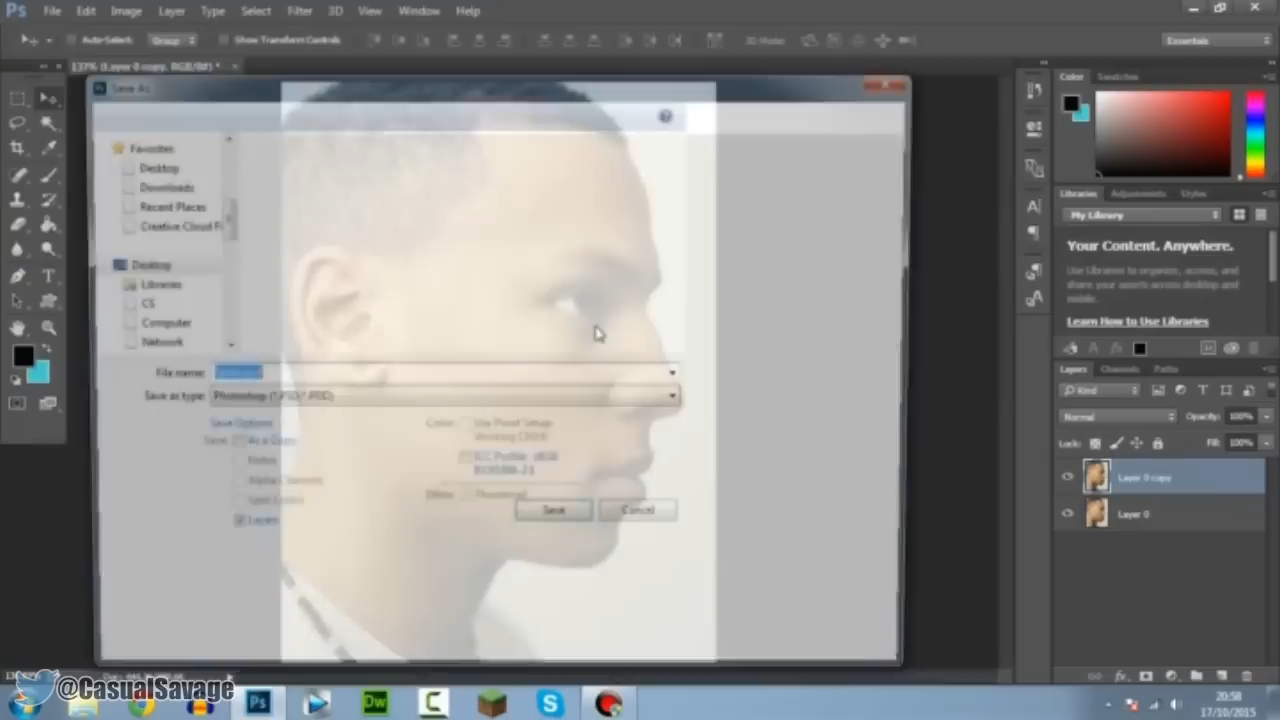 Ps File Edit Image Layer Type Select Filter 3D View Window Help
Auto-Select: Group Show Transform Controls 3D Mode: Essentials
137% (Layer 0 copy, RGB/8#) *
Save As
Favorites
Desktop
Downloads
Recent Places
Creative Cloud Fi
Desktop
Libraries
CS
Computer
Network
File name:
Save as type: Photoshop (*.PSD;*.PDD)
Save Options
Save: As a Copy
Notes
Alpha Channels
Spot Colors
Layers
Color: Use Proof Setup:
Working CMYK
ICC Profile: sRGB
IEC61966-2.1
Other: Thumbnail
Save Cancel
Color Swatches
Libraries Adjustments Styles
My Library
Your Content. Anywhere.
Use Libraries to organize, access, and
share your assets across desktop and
mobile.
Learn How to Use Libraries
Layers Channels Paths
Kind
Normal Opacity: 100%
Lock: Fill: 100%
Layer 0 copy
Layer 0
@CasualSavage
Ps Dw C S
20:58
17/10/2015